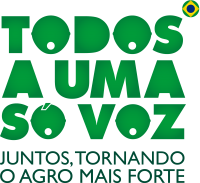 TODOS
A UMA
SÓ VOZ
JUNTOS, TORNANDO
O AGRO MAIS FORTE